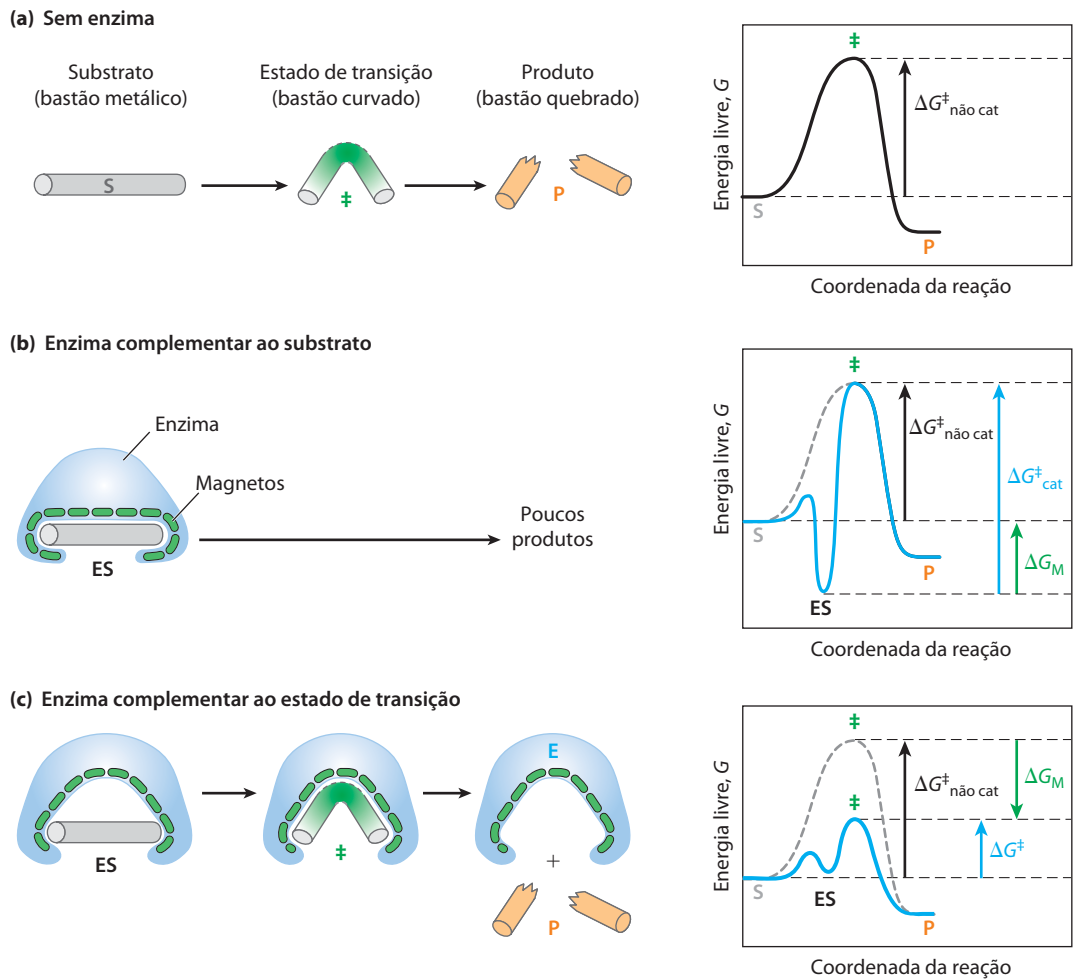 (a) Sem enzima
Substrato
(bastão metálico)
Estado de transição
(bastão curvado)
Produto
(bastão quebrado)
S
‡
P
Energia livre, G
‡
ΔG‡não cat
S
P
Coordenada da reação
(b) Enzima complementar ao substrato
Enzima
Magnetos
ES
Poucos
produtos
Energia livre, G
‡
ΔG‡não cat
ΔG‡cat
ΔGM
S
ES
P
Coordenada da reação
(c) Enzima complementar ao estado de transição
ES
‡
E
+
P
Energia livre, G
‡
ΔG‡não cat
ΔGM
‡
ΔG‡
S
ES
P
Coordenada da reação